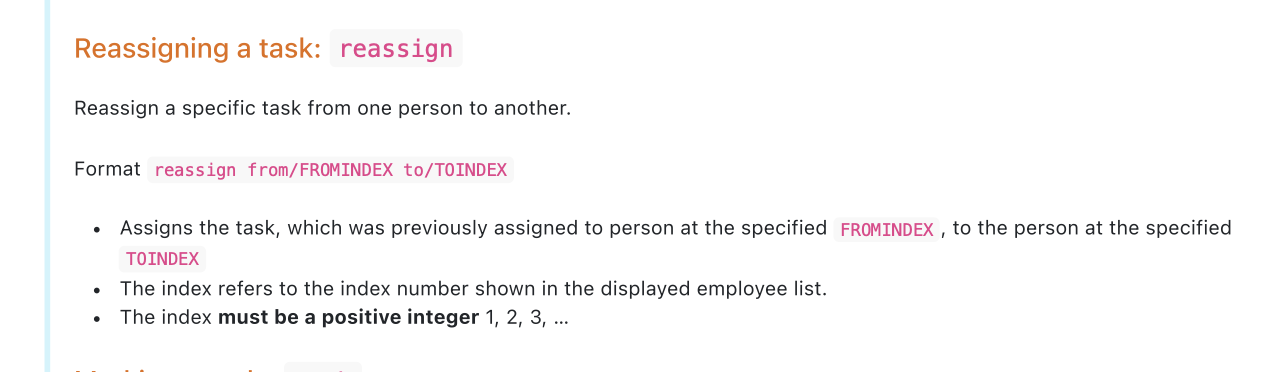 Reassigning a task: reassign
Reassign a specific task from one person to another.
Format reassign from/FROMINDEX to/TOINDEX
• Assigns the task, which was previously assigned to person at the specified FROMINDEX , to the person at the specified
TOINDEX
• The index refers to the index number shown in the displayed employee list.
• The index must be a positive integer 1, 2, 3, ...